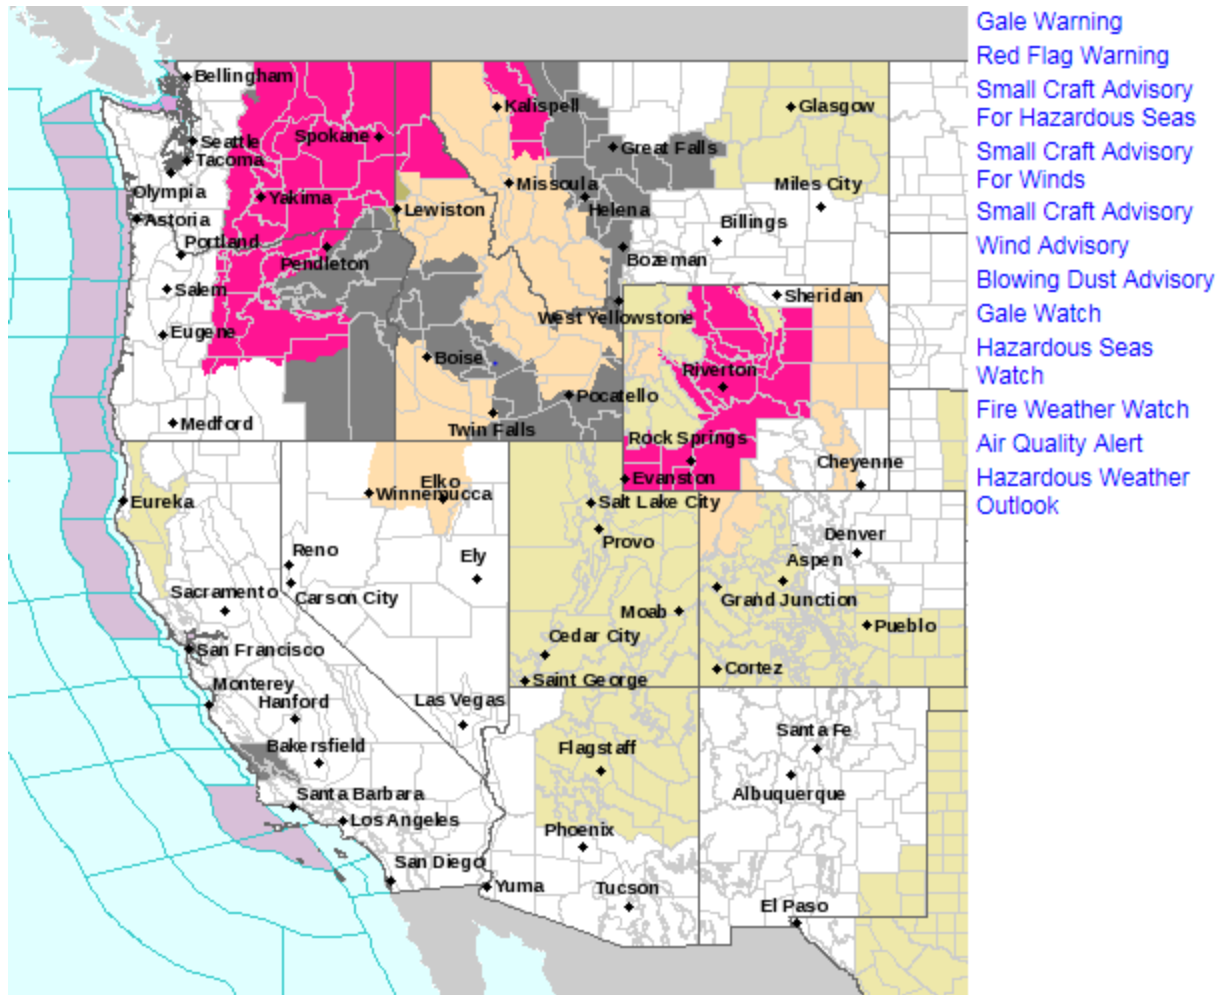 Gale Warning
Red Flag Warning
Small Craft Advisory
For Hazardous Seas
Small Craft Advisory
For Winds
Small Craft Advisory
Wind Advisory
Blowing Dust Advisory
Gale Watch
Hazardous Seas
Watch
Fire Weather Watch
Air Quality Alert
Hazardous Weather
Outlook
Bellingham
Kalispell
Glasgow
Seattle
Spokane
Great Falls
Tacoma
Olympia
Yakima
Missoula
Miles City
Astoria
Lewiston
Helena
Billings
Portland
Pendleton
Bozeman
Salem
Sheridan
West Yellowstone
Eugene
Boise
Riverton
Pocatello
Medford
Twin Falls
Rock Springs
Cheyenne
Evanston
Elko
Winnemucca
Eureka
Salt Lake City
Provo
Denver
Reno
Ely
Aspen
Carson City
Grand Junction
Sacramento
Moab
Pueblo
Cedar City
San Francisco
Cortez
Saint George
Monterey
Hanford
Las Vegas
Santa Fe
Bakersfield
Flagstaff
Albuquerque
Santa Barbara
Los Angeles
Phoenix
San Diego
Yuma
Tucson
El Paso